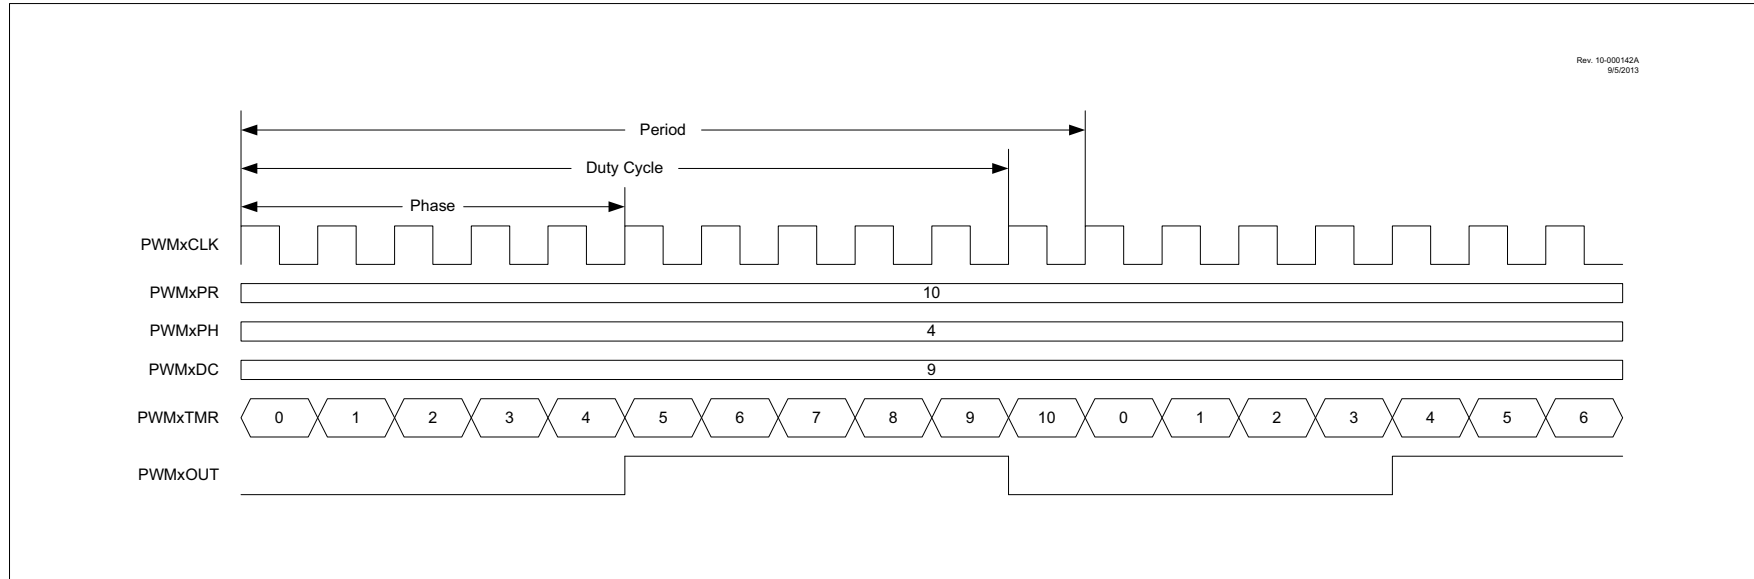 Rev. 10-000142A
9/5/2013
Period
Duty Cycle
Phase
PWMxCLK
PWMxPR 10
PWMxPH 4
PWMxDC 9
PWMxTMR 0 1 2 3 4 5 6 7 8 9 10 0 1 2 3 4 5 6
PWMxOUT